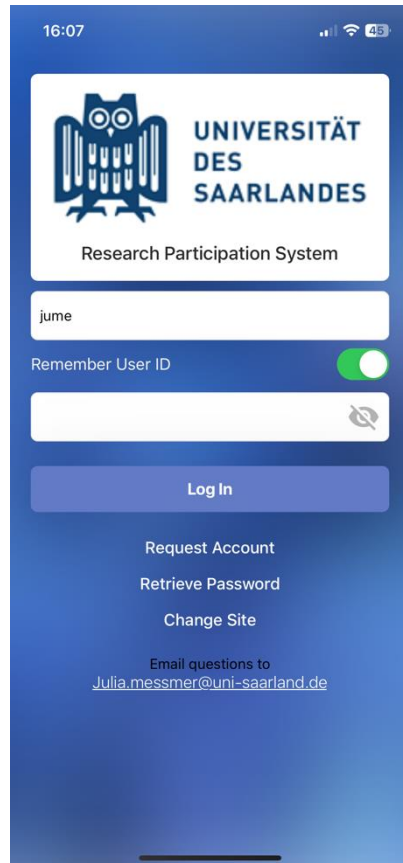 16:07
45
UNIVERSITÄT
DES
SAARLANDES
Research Participation System
jume
Remember User ID
Log In
Request Account
Retrieve Password
Change Site
Email questions to
Julia.messmer@uni-saarland.de